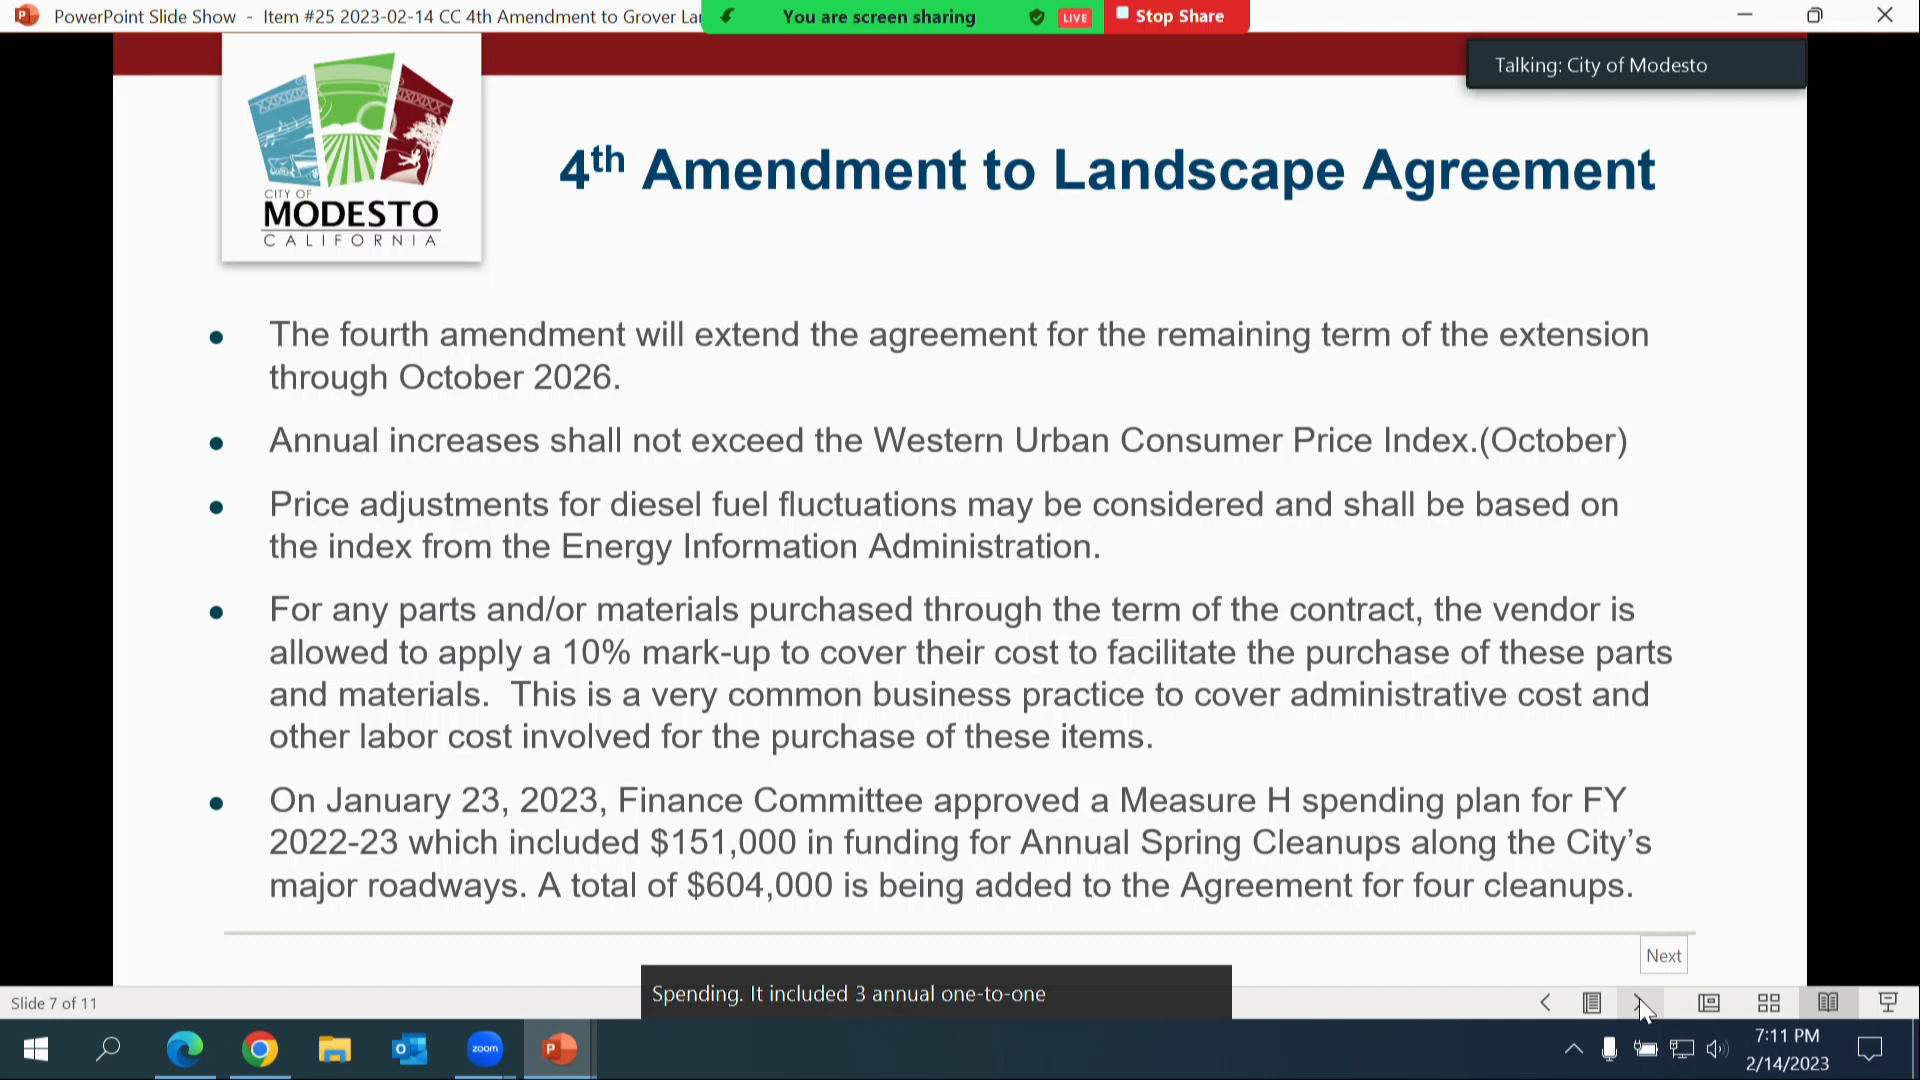 PowerPoint Slide Show - Item #25 2023-02-14 CC 4th Amendment to Grover La
You are screen sharing
LIVE
Stop Share
Talking: City of Modesto
CITY OF
MODESTO
CALIFORNIA
4th Amendment to Landscape Agreement
• The fourth amendment will extend the agreement for the remaining term of the extension
through October 2026.
• Annual increases shall not exceed the Western Urban Consumer Price Index.(October)
• Price adjustments for diesel fuel fluctuations may be considered and shall be based on
the index from the Energy Information Administration.
• For any parts and/or materials purchased through the term of the contract, the vendor is
allowed to apply a 10% mark-up to cover their cost to facilitate the purchase of these parts
and materials.  This is a very common business practice to cover administrative cost and
other labor cost involved for the purchase of these items.
• On January 23, 2023, Finance Committee approved a Measure H spending plan for FY
2022-23 which included $151,000 in funding for Annual Spring Cleanups along the City's
major roadways. A total of $604,000 is being added to the Agreement for four cleanups.
Next
Spending. It included 3 annual one-to-one
Slide 7 of 11
zoom
7:11 PM
2/14/2023